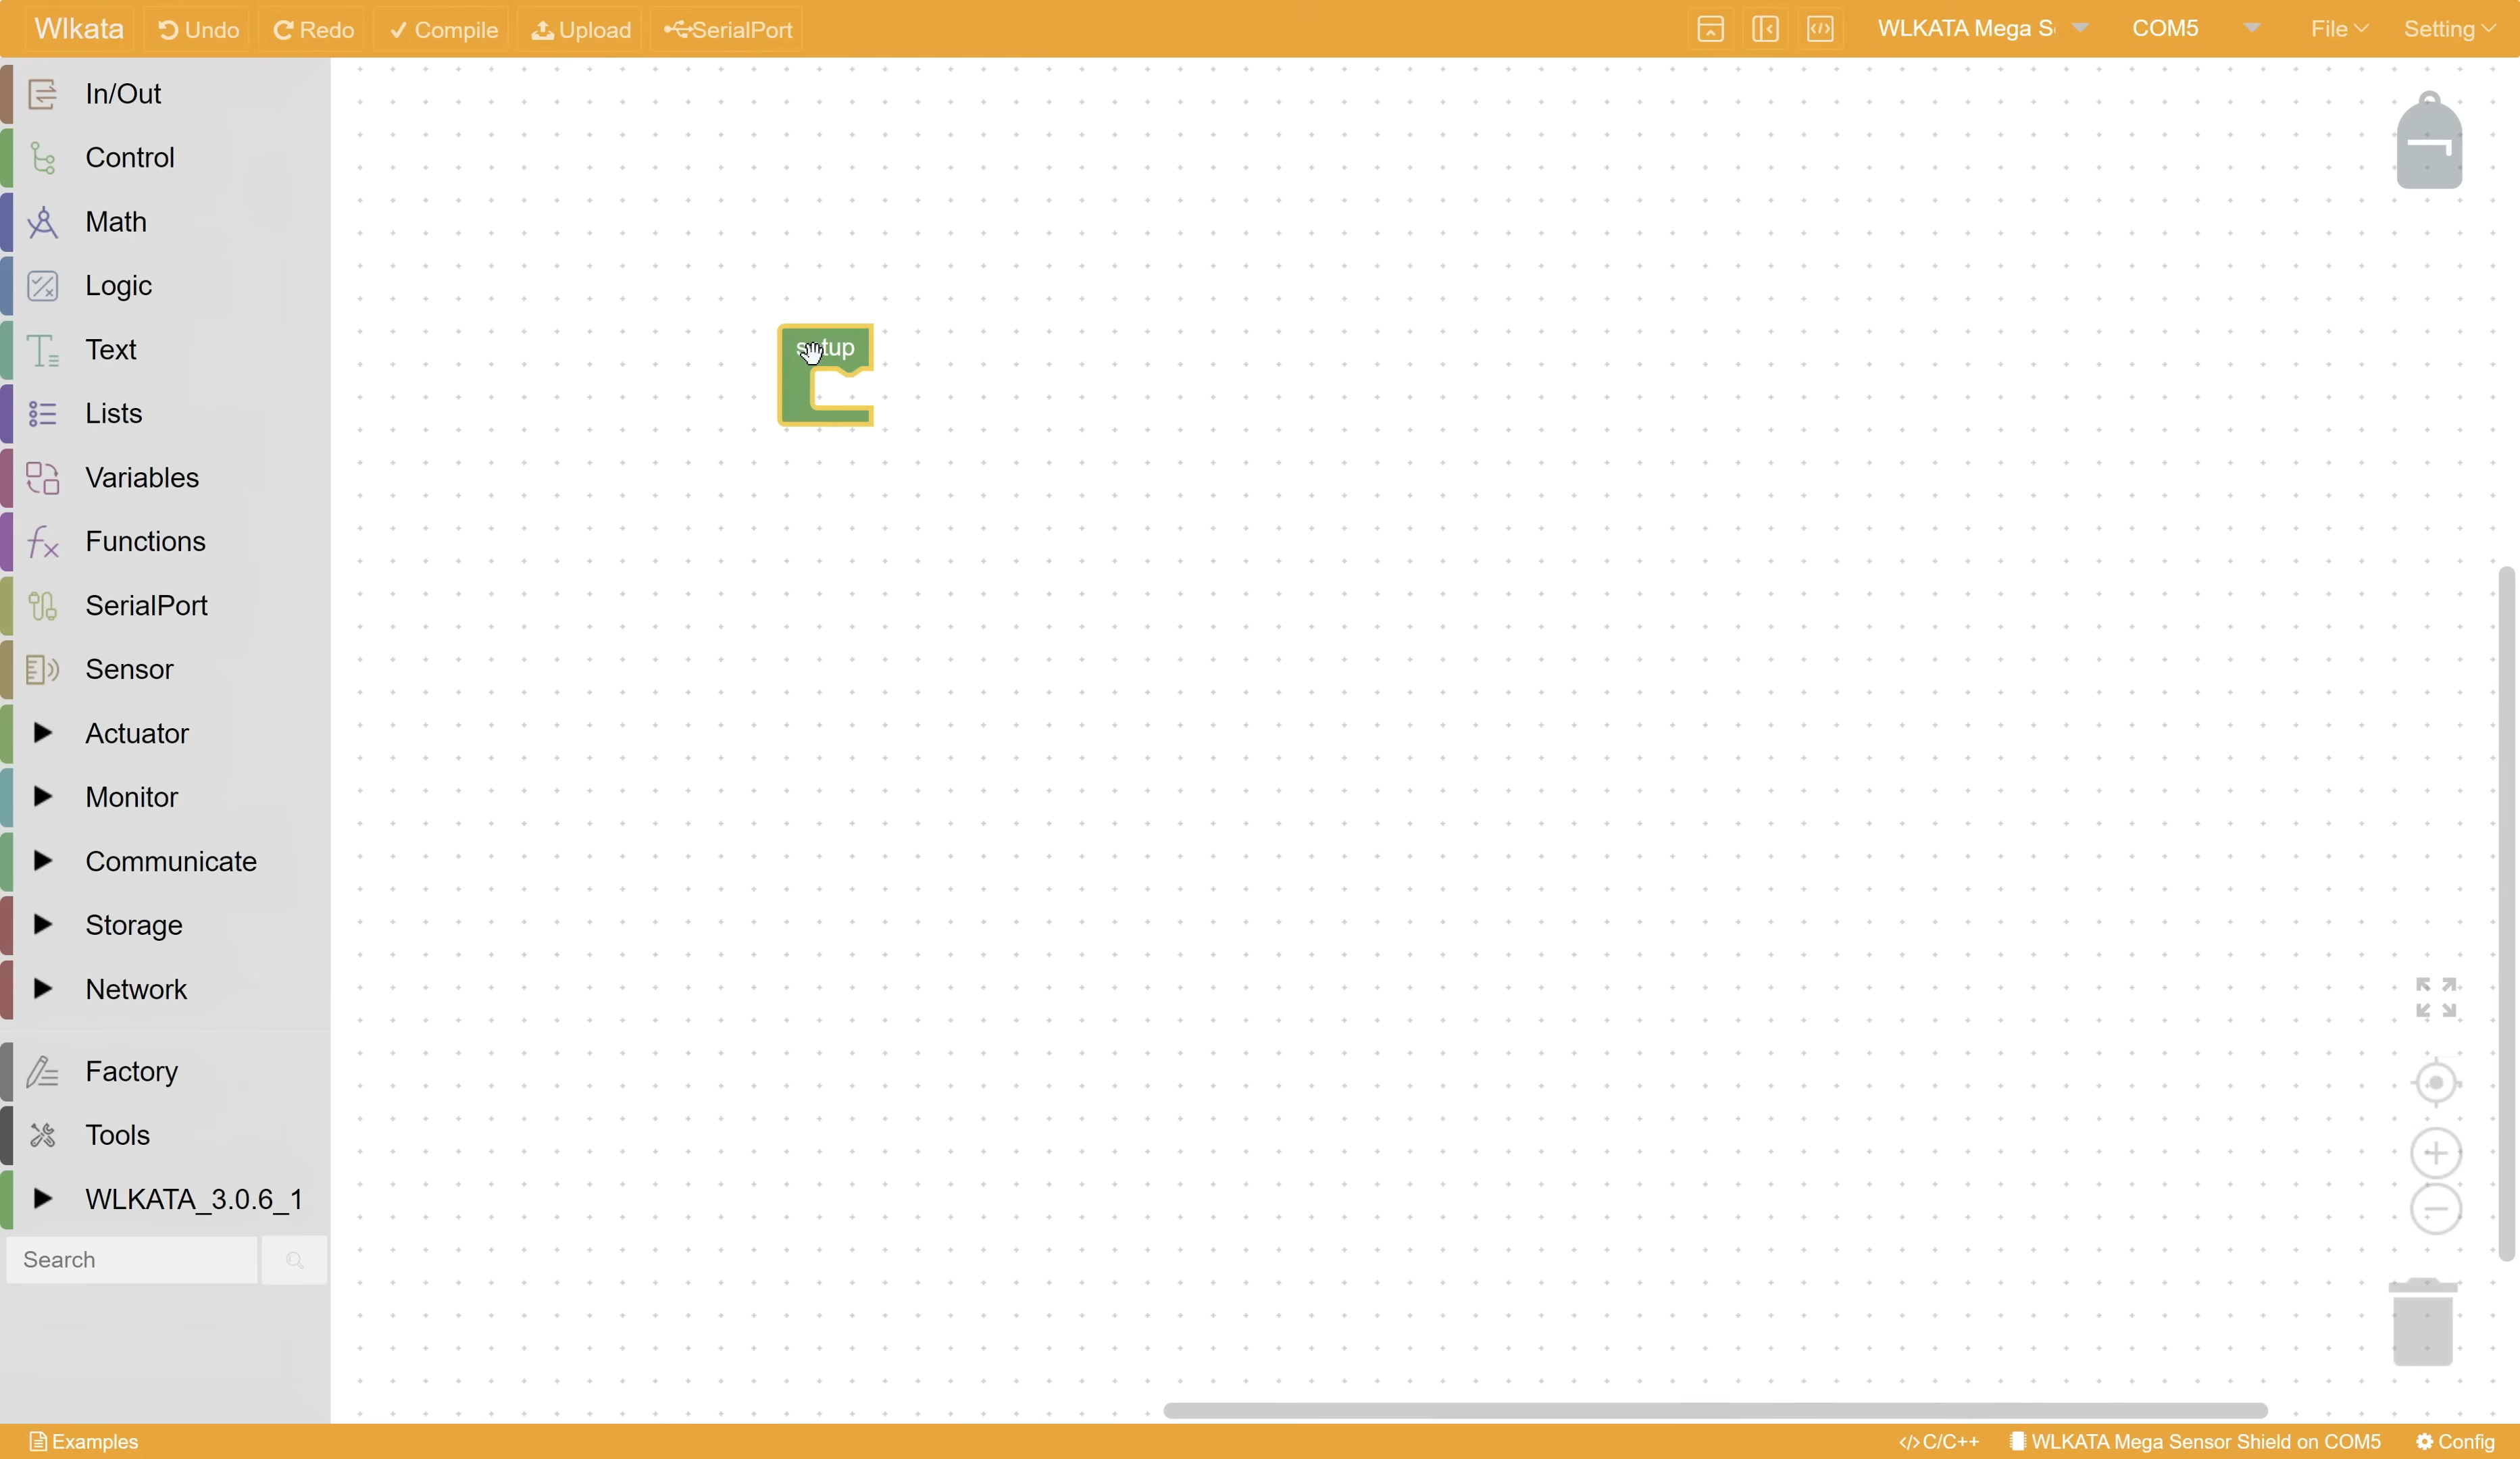 Wlkata Undo Redo Compile Upload SerialPort WLKATA Mega S COM5 File Setting
In/Out
Control
Math
Logic
Text
setup
Lists
Variables
Functions
SerialPort
Sensor
Actuator
Monitor
Communicate
Storage
Network
Factory
Tools
WLKATA_3.0.6_1
Search
Examples C/C++ WLKATA Mega Sensor Shield on COM5 Config